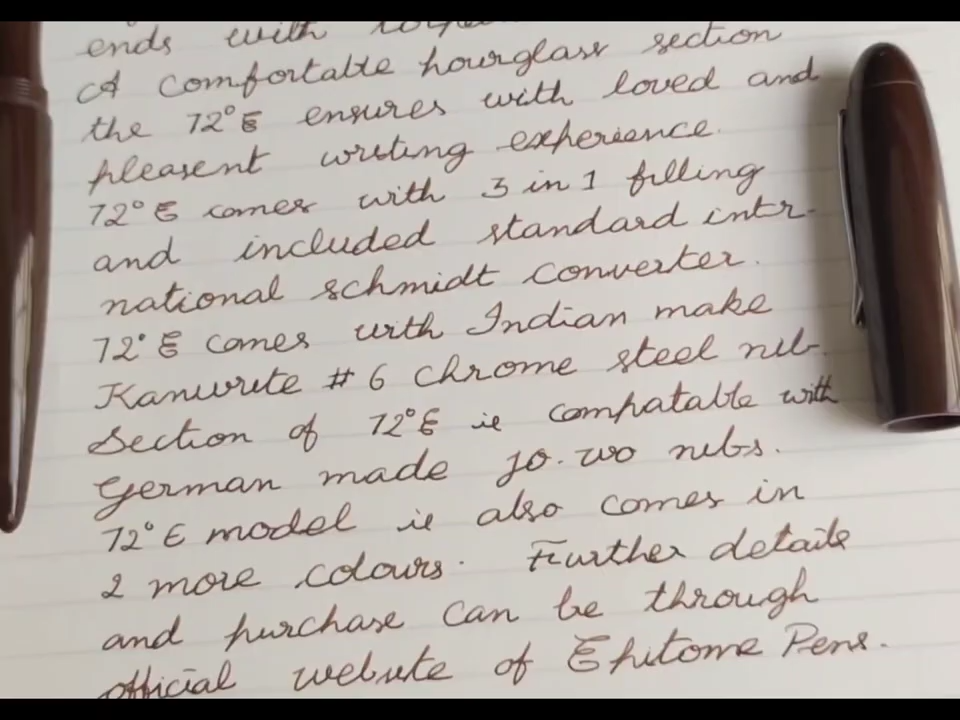 ends with
A comfortable hourglass section
the 72°E ensures with loved and
pleasent writing experience.
72°E comes with 3 in 1 filling
and included standard intr-
national schmidt converter.
72°E comes with Indian make
Kanwrite #6 chrome steel nib.
Section of 72°E is compatable with
German made JO.WO nibs.
72°E model is also comes in
2 more colours. Further details
and purchase can be through
official website of Epitome Pens.